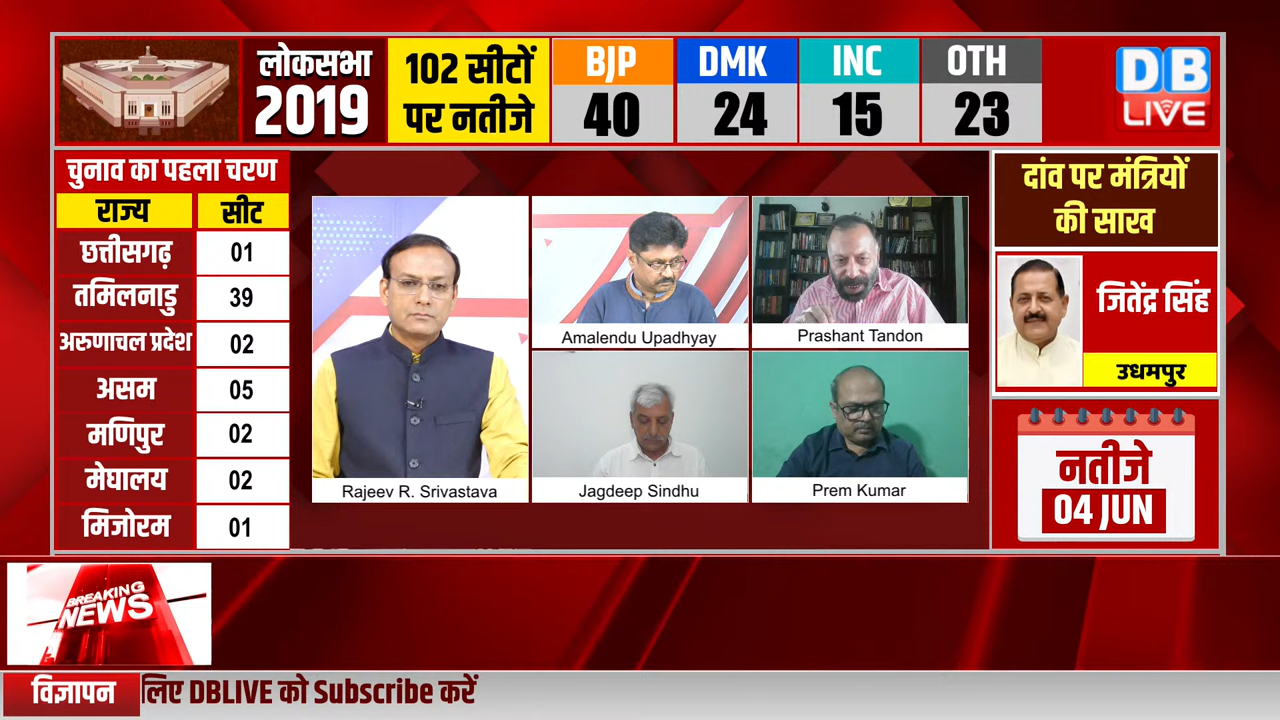 लोकसभा
2019
102 सीटों
पर नतीजे
BJP
40
DMK
24
INC
15
OTH
23
DB
LIVE
चुनाव का पहला चरण
राज्य सीट
छत्तीसगढ़ 01
तमिलनाडु 39
अरुणाचल प्रदेश 02
असम 05
मणिपुर 02
मेघालय 02
मिजोरम 01
Rajeev R. Srivastava
Amalendu Upadhyay
Prashant Tandon
Jagdeep Sindhu
Prem Kumar
दांव पर मंत्रियों
की साख
जितेंद्र सिंह
उधमपुर
नतीजे
04 JUN
BREAKING
NEWS
विज्ञापन लिए DBLIVE को Subscribe करें